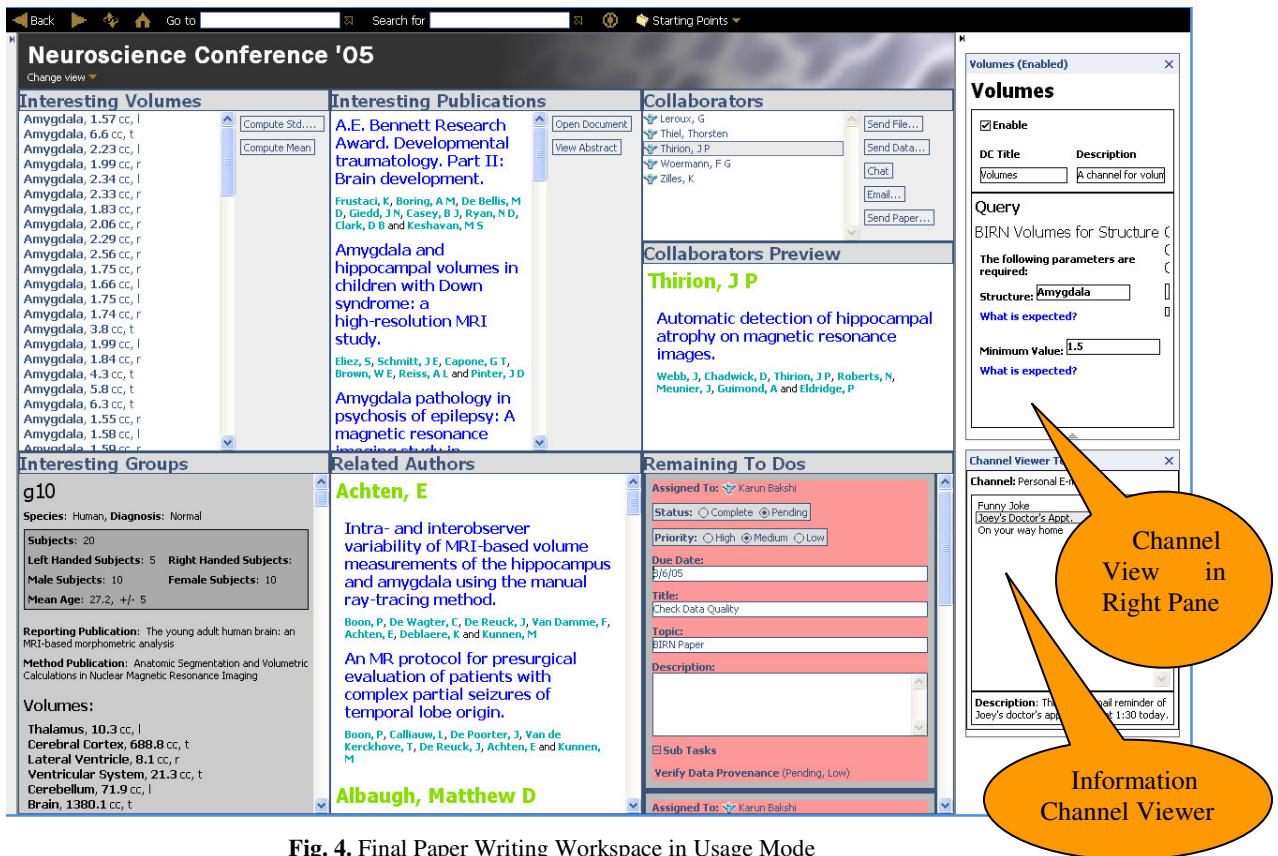 Back
Go to
Search for
Starting Points
Neuroscience Conference '05
Change view
Interesting Volumes
Amygdala, 1.57 cc, l
Amygdala, 6.6 cc, t
Amygdala, 2.23 cc, l
Amygdala, 1.99 cc, r
Amygdala, 2.34 cc, l
Amygdala, 2.33 cc, r
Amygdala, 1.83 cc, r
Amygdala, 2.06 cc, r
Amygdala, 2.29 cc, r
Amygdala, 2.56 cc, r
Amygdala, 1.75 cc, r
Amygdala, 1.66 cc, l
Amygdala, 1.75 cc, l
Amygdala, 1.74 cc, r
Amygdala, 3.8 cc, t
Amygdala, 1.99 cc, l
Amygdala, 1.84 cc, r
Amygdala, 4.3 cc, t
Amygdala, 5.8 cc, t
Amygdala, 6.3 cc, t
Amygdala, 1.55 cc, r
Amygdala, 1.58 cc, l
Amygdala, 1.59 cc, r
Compute Std....
Compute Mean
Interesting Publications
A.E. Bennett Research
Award. Developmental
traumatology. Part II:
Brain development.
Frustaci, K, Boring, A M, De Bellis, M
D, Giedd, J N, Casey, B J, Ryan, N D,
Clark, D B and Keshavan, M S
Amygdala and
hippocampal volumes in
children with Down
syndrome: a
high-resolution MRI
study.
Eliez, S, Schmitt, J E, Capone, G T,
Brown, W E, Reiss, A L and Pinter, J D
Amygdala pathology in
psychosis of epilepsy: A
magnetic resonance
imaging study in
Open Document
View Abstract
Collaborators
Leroux, G
Thiel, Thorsten
Thirion, J P
Woermann, F G
Zilles, K
Send File...
Send Data...
Chat
Email...
Send Paper...
Collaborators Preview
Thirion, J P
Automatic detection of hippocampal
atrophy on magnetic resonance
images.
Webb, J, Chadwick, D, Thirion, J P, Roberts, N,
Meunier, J, Guimond, A and Eldridge, P
Interesting Groups
g10
Species: Human, Diagnosis: Normal
Subjects: 20
Left Handed Subjects: 5 Right Handed Subjects:
Male Subjects: 10 Female Subjects: 10
Mean Age: 27.2, +/- 5
Reporting Publication: The young adult human brain: an
MRI-based morphometric analysis
Method Publication: Anatomic Segmentation and Volumetric
Calculations in Nuclear Magnetic Resonance Imaging
Volumes:
Thalamus, 10.3 cc, l
Cerebral Cortex, 688.8 cc, t
Lateral Ventricle, 8.1 cc, r
Ventricular System, 21.3 cc, t
Cerebellum, 71.9 cc, l
Brain, 1380.1 cc, t
Related Authors
Achten, E
Intra- and interobserver
variability of MRI-based volume
measurements of the hippocampus
and amygdala using the manual
ray-tracing method.
Boon, P, De Wagter, C, De Reuck, J, Van Damme, F,
Achten, E, Deblaere, K and Kunnen, M
An MR protocol for presurgical
evaluation of patients with
complex partial seizures of
temporal lobe origin.
Boon, P, Calliauw, L, De Poorter, J, Van de
Kerckhove, T, De Reuck, J, Achten, E and Kunnen,
M
Albaugh, Matthew D
Remaining To Dos
Assigned To: Karun Bakshi
Status: Complete Pending
Priority: High Medium Low
Due Date:
8/6/05
Title:
Check Data Quality
Topic:
BIRN Paper
Description:
Sub Tasks
Verify Data Provenance (Pending, Low)
Assigned To: Karun Bakshi
Volumes (Enabled)
Volumes
Enable
DC Title Description
Volumes A channel for volun
Query
BIRN Volumes for Structure (
The following parameters are
required:
Structure: Amygdala
What is expected?
Minimum Value: 1.5
What is expected?
Channel Viewer T
Channel: Personal E-m
Funny Joke
Joey's Doctor's Appt.
On your way home
Description: Th ail reminder of
Joey's doctor's app t 1:30 today.
Channel
View in
Right Pane
Information
Channel Viewer
Fig. 4. Final Paper Writing Workspace in Usage Mode